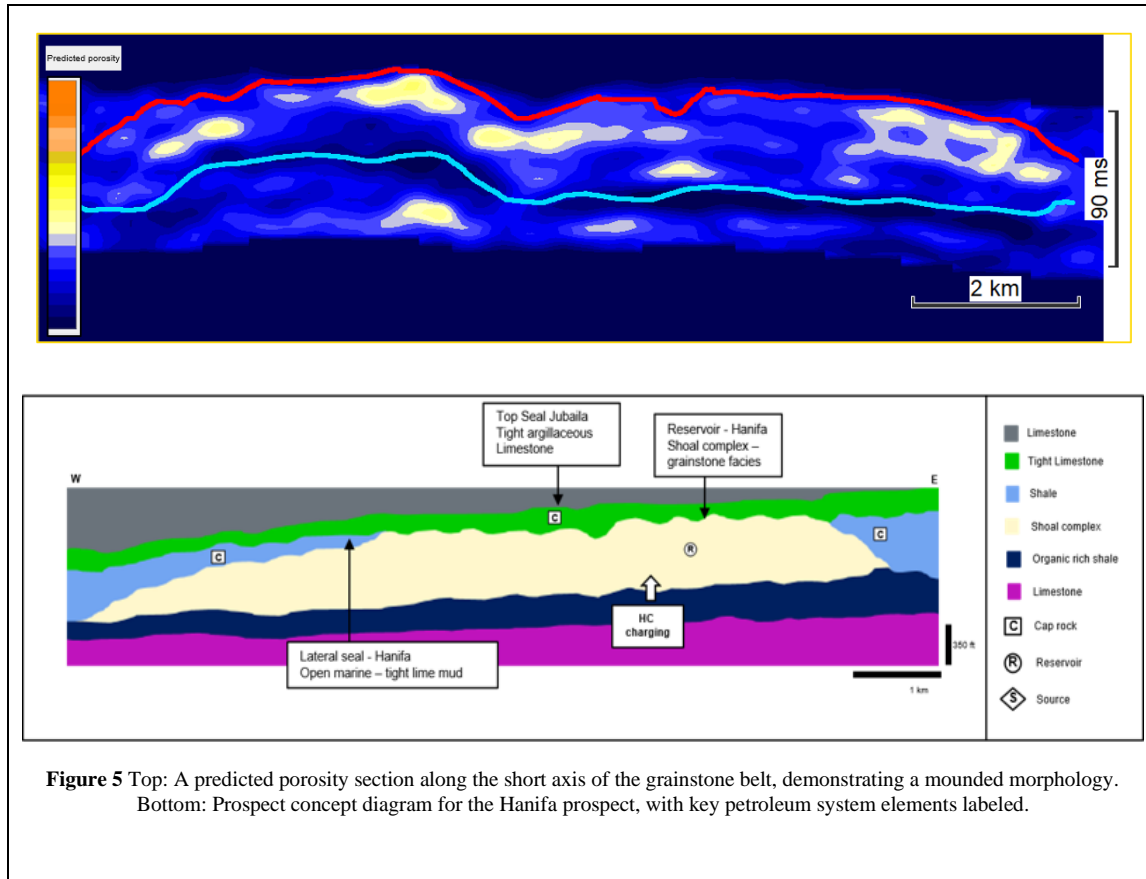 Predicted porosity
90 ms
2 km
Top Seal Jubaila
Tight argillaceous
Limestone
Reservoir - Hanifa
Shoal complex –
grainstone facies
W
E
C
C
C
R
HC
charging
Lateral seal - Hanifa
Open marine – tight lime mud
350 ft
1 km
Limestone
Tight Limestone
Shale
Shoal complex
Organic rich shale
Limestone
C Cap rock
R Reservoir
S Source
Figure 5 Top: A predicted porosity section along the short axis of the grainstone belt, demonstrating a mounded morphology.
Bottom: Prospect concept diagram for the Hanifa prospect, with key petroleum system elements labeled.